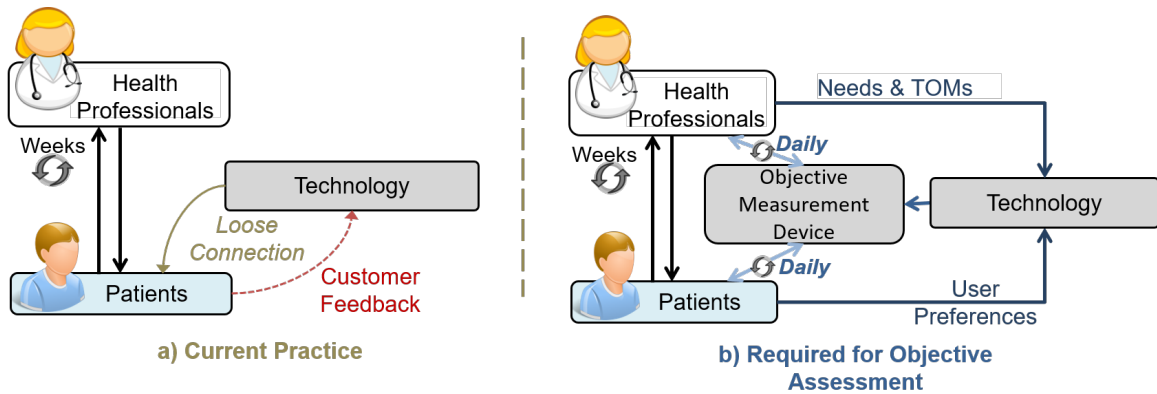 Health
Professionals
Weeks
Technology
Loose
Connection
Patients
Customer
Feedback
a) Current Practice
Health
Professionals
Needs & TOMs
Weeks
Daily
Objective
Measurement
Device
Technology
Daily
Patients
User
Preferences
b) Required for Objective
Assessment